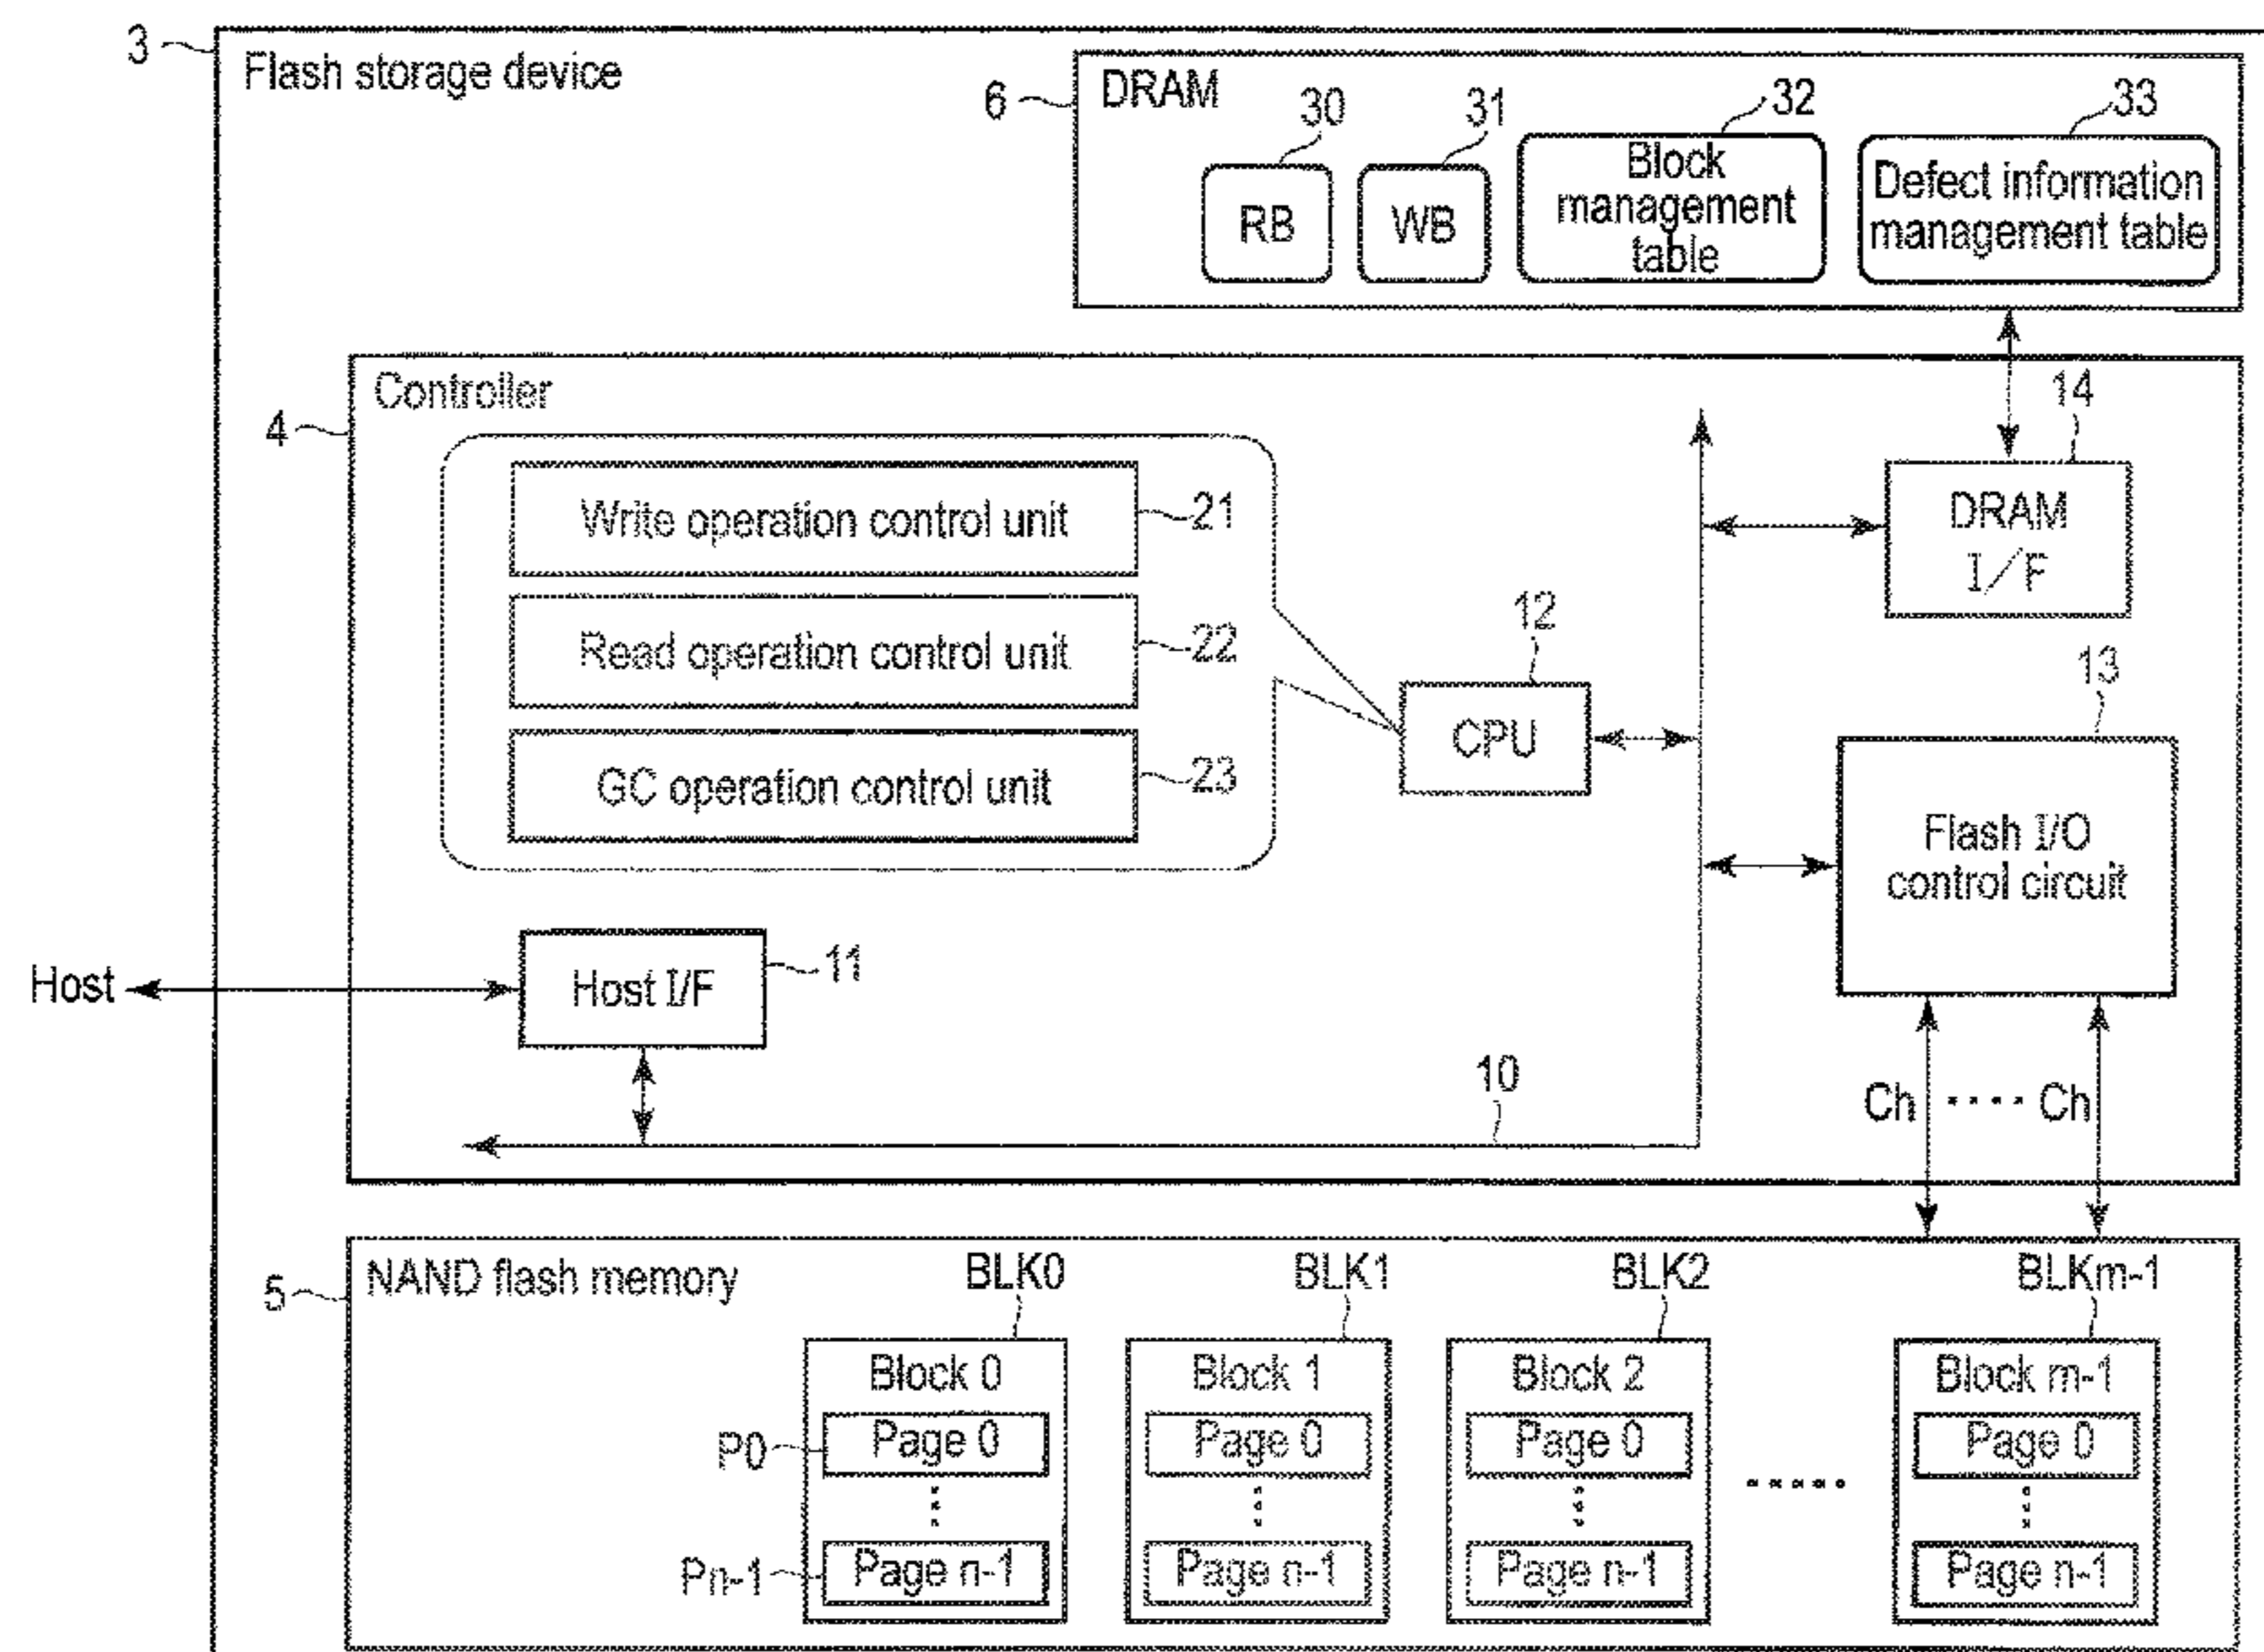 3
Flash storage device
6
DRAM
30
31
32
33
RB
WB
Block
management
table
Defect information
management table
4
Controller
14
Write operation control unit
21
DRAM
I/F
Read operation control unit
22
12
CPU
13
GC operation control unit
23
Flash I/O
control circuit
Host
Host I/F
11
10
Ch ···· Ch
5
NAND flash memory
BLK0
BLK1
BLK2
BLKm-1
Block 0
Block 1
Block 2
Block m-1
P0
Page 0
Page 0
Page 0
Page 0
Pn-1
Page n-1
Page n-1
Page n-1
Page n-1